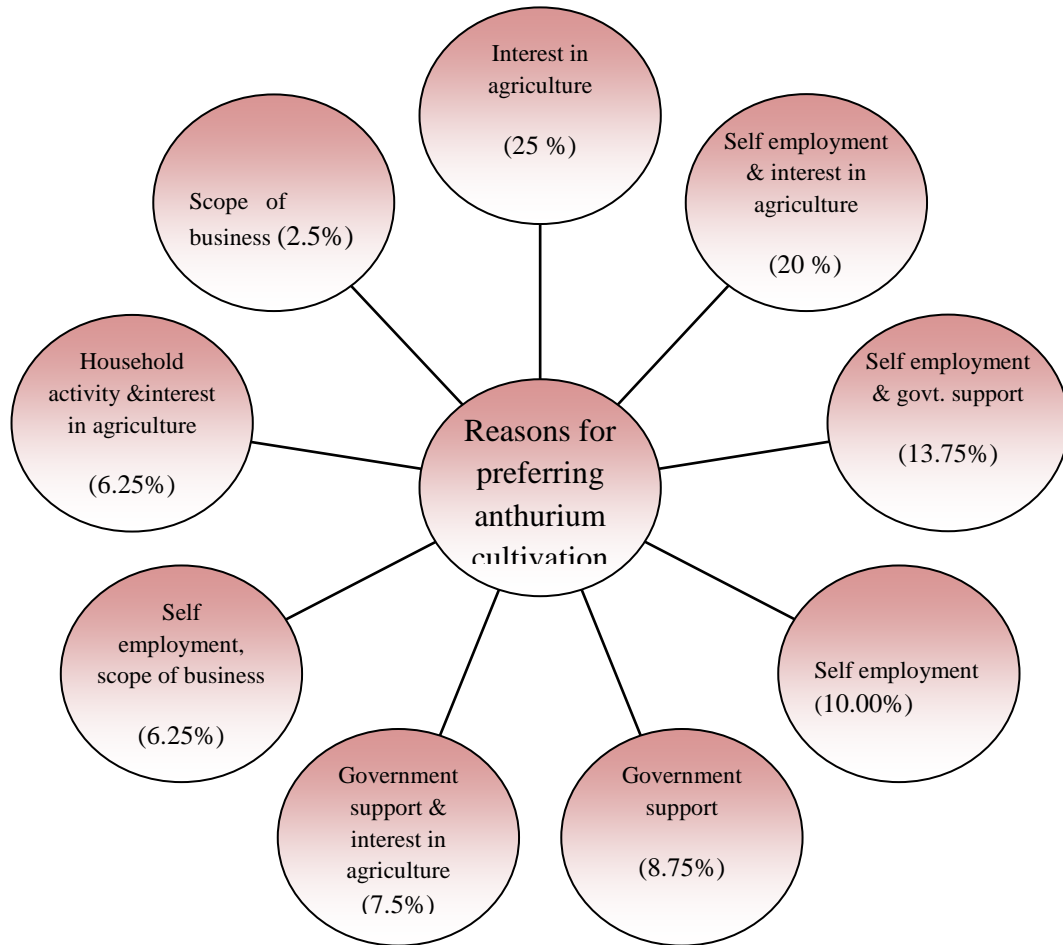 Interest in
agriculture
(25 %)
Self employment
& interest in
agriculture
(20 %)
Self employment
& govt. support
(13.75%)
Self employment
(10.00%)
Government
support
(8.75%)
Government
support &
interest in
agriculture
(7.5%)
Self
employment,
scope of business
(6.25%)
Household
activity &interest
in agriculture
(6.25%)
Scope of
business (2.5%)
Reasons for
preferring
anthurium
cultivation